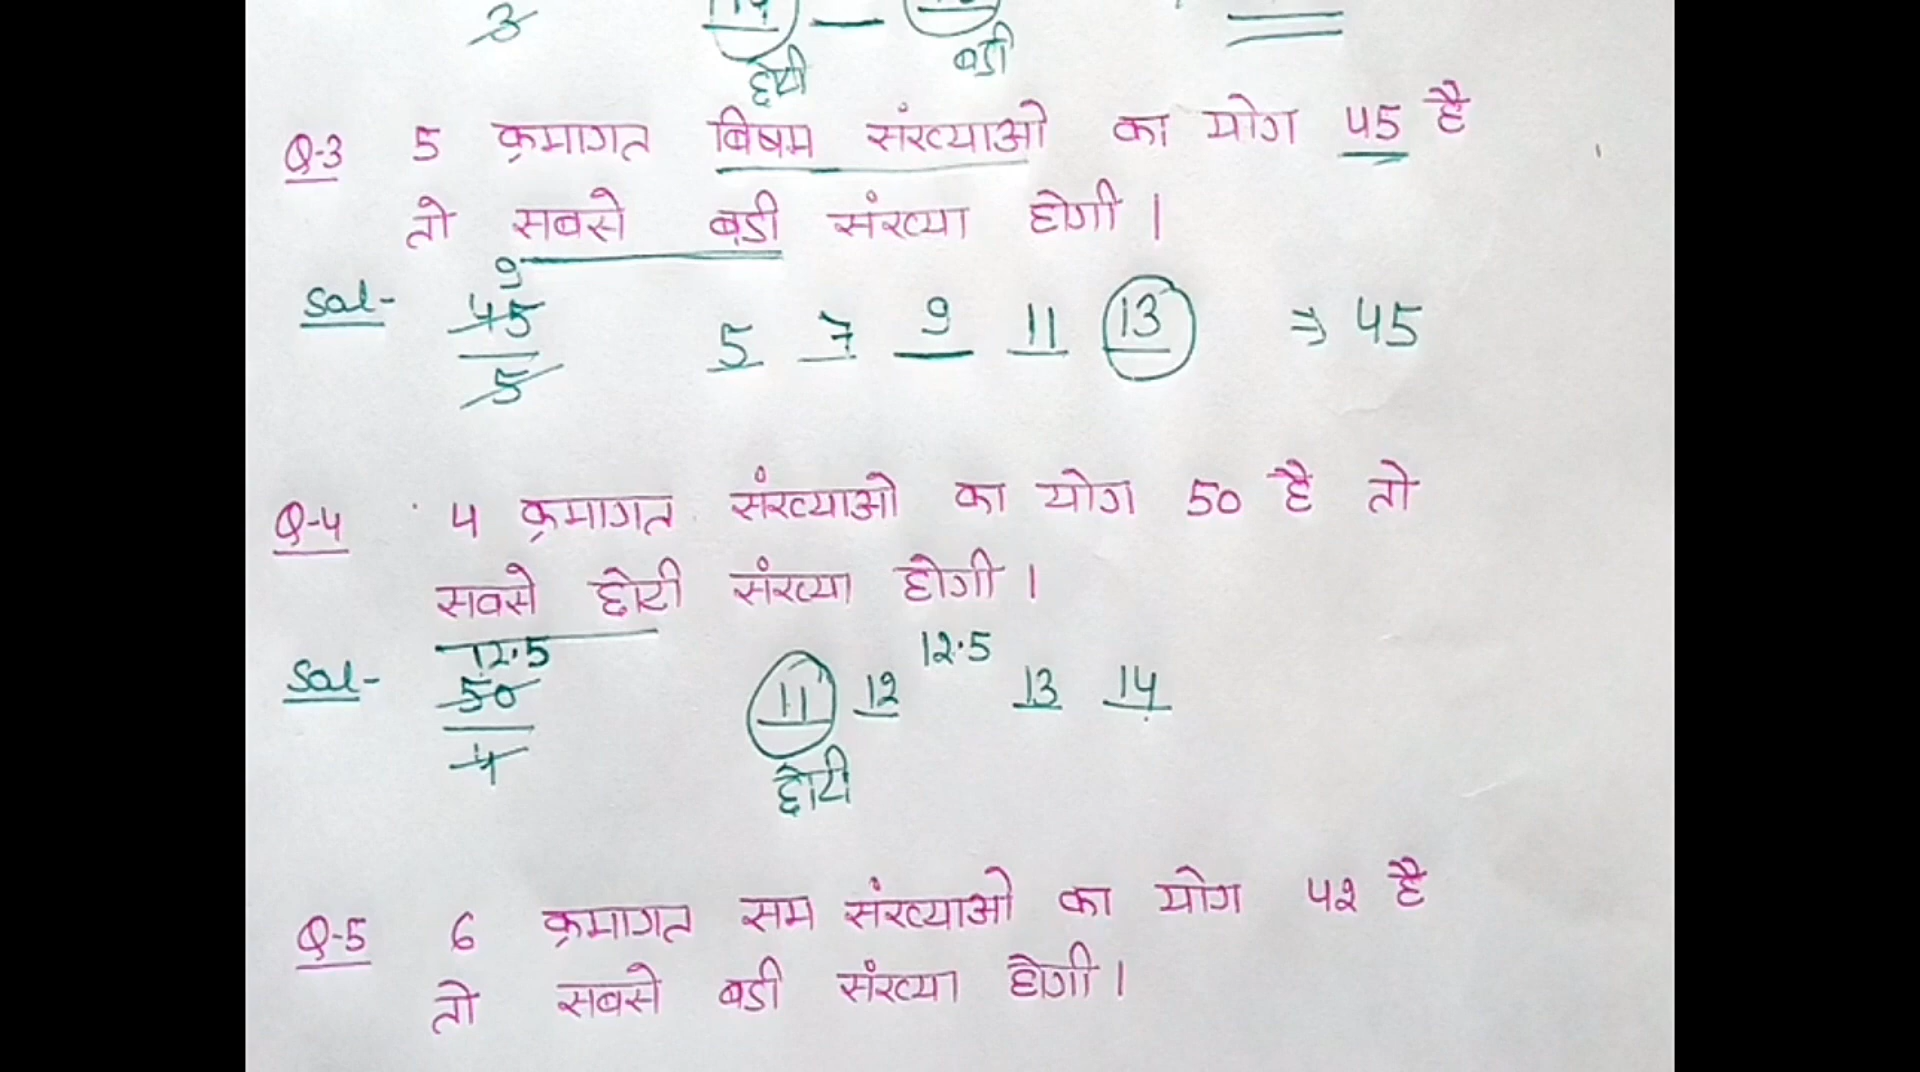 3
छोटी बडी
Q-3 5 क्रमागत बिषम संख्याओ का योग 45 है
तो सबसे बड़ी संख्या होगी |
9
Sol- 45 5 7 9 11 13 ⇒ 45
5
Q-4 4 क्रमागत संख्याओ का योग 50 है तो
सबसे छोटी संख्या होगी |
12.5 12.5
Sol- 50 11 12 13 14
4 छोटी
Q-5 6 क्रमागत सम संख्याओ का योग 42 है
तो सबसे बडी संख्या होगी |